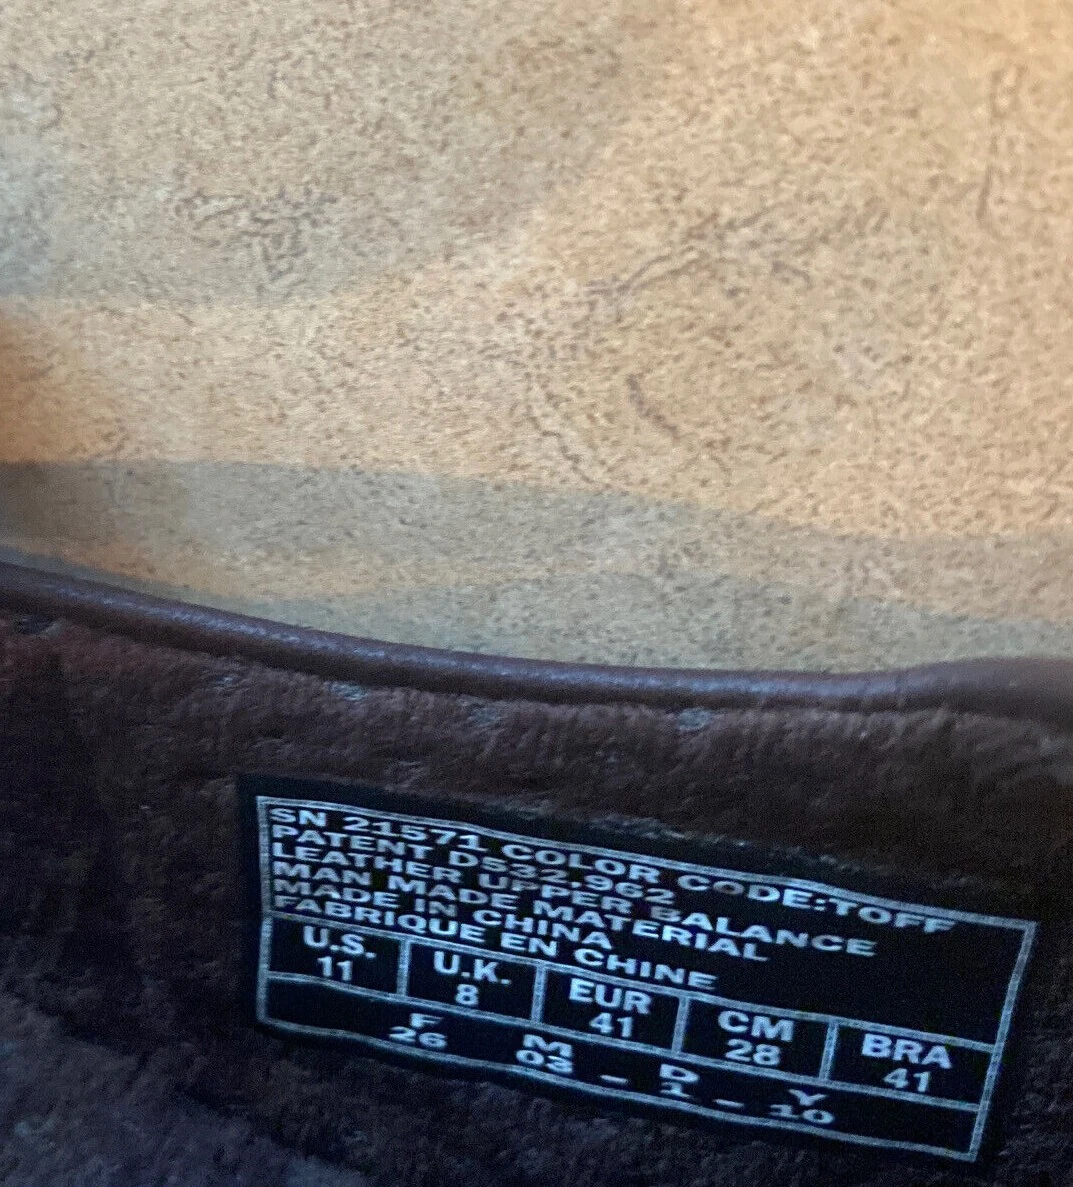 SN 21571 COLOR CODE:TOFF
PATENT D532,962
LEATHER UPPER BALANCE
MAN MADE MATERIAL
MADE IN CHINA
FABRIQUE EN CHINE
U.S. U.K. EUR CM BRA
11 8 41 28 41
F M D Y
26 03 - 1 - 10